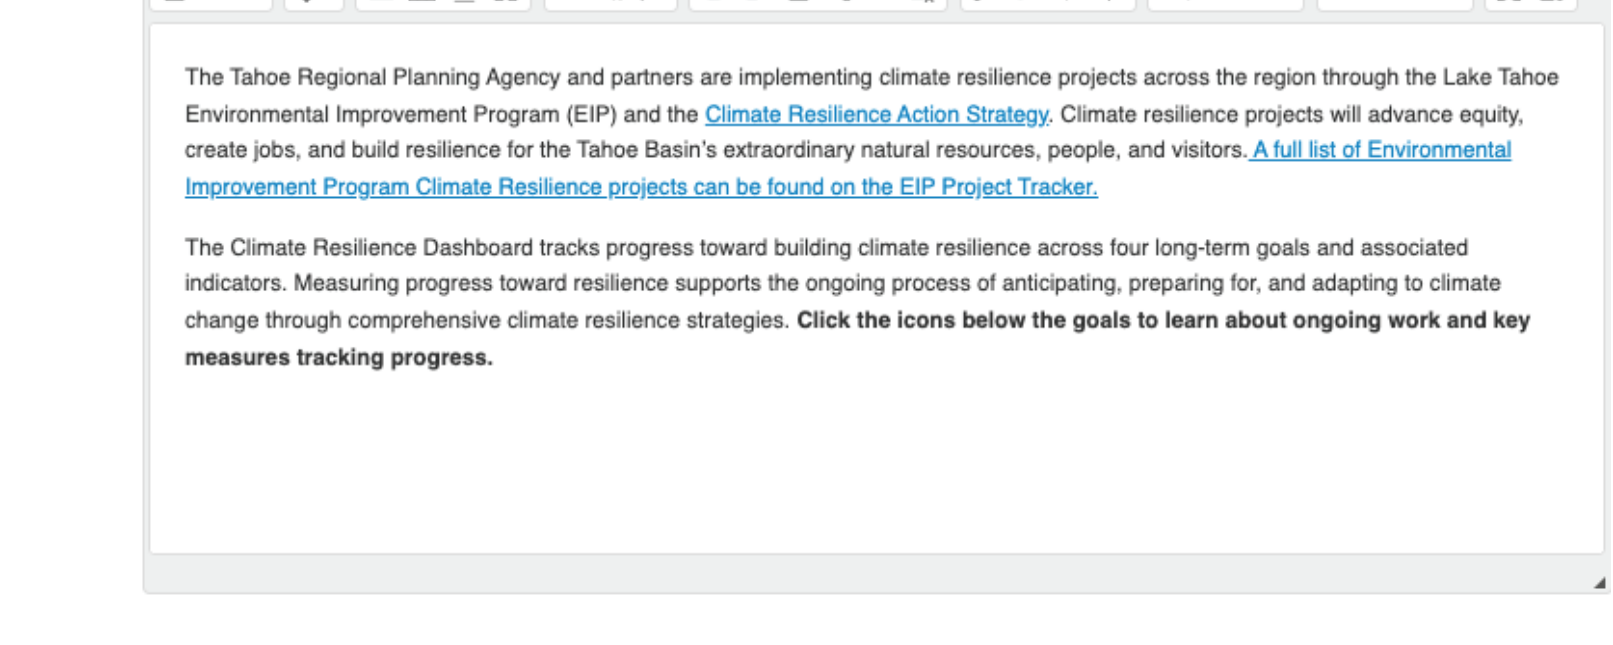 The Tahoe Regional Planning Agency and partners are implementing climate resilience projects across the region through the Lake Tahoe
Environmental Improvement Program (EIP) and the Climate Resilience Action Strategy. Climate resilience projects will advance equity,
create jobs, and build resilience for the Tahoe Basin’s extraordinary natural resources, people, and visitors. A full list of Environmental
Improvement Program Climate Resilience projects can be found on the EIP Project Tracker.
The Climate Resilience Dashboard tracks progress toward building climate resilience across four long-term goals and associated
indicators. Measuring progress toward resilience supports the ongoing process of anticipating, preparing for, and adapting to climate
change through comprehensive climate resilience strategies. Click the icons below the goals to learn about ongoing work and key
measures tracking progress.